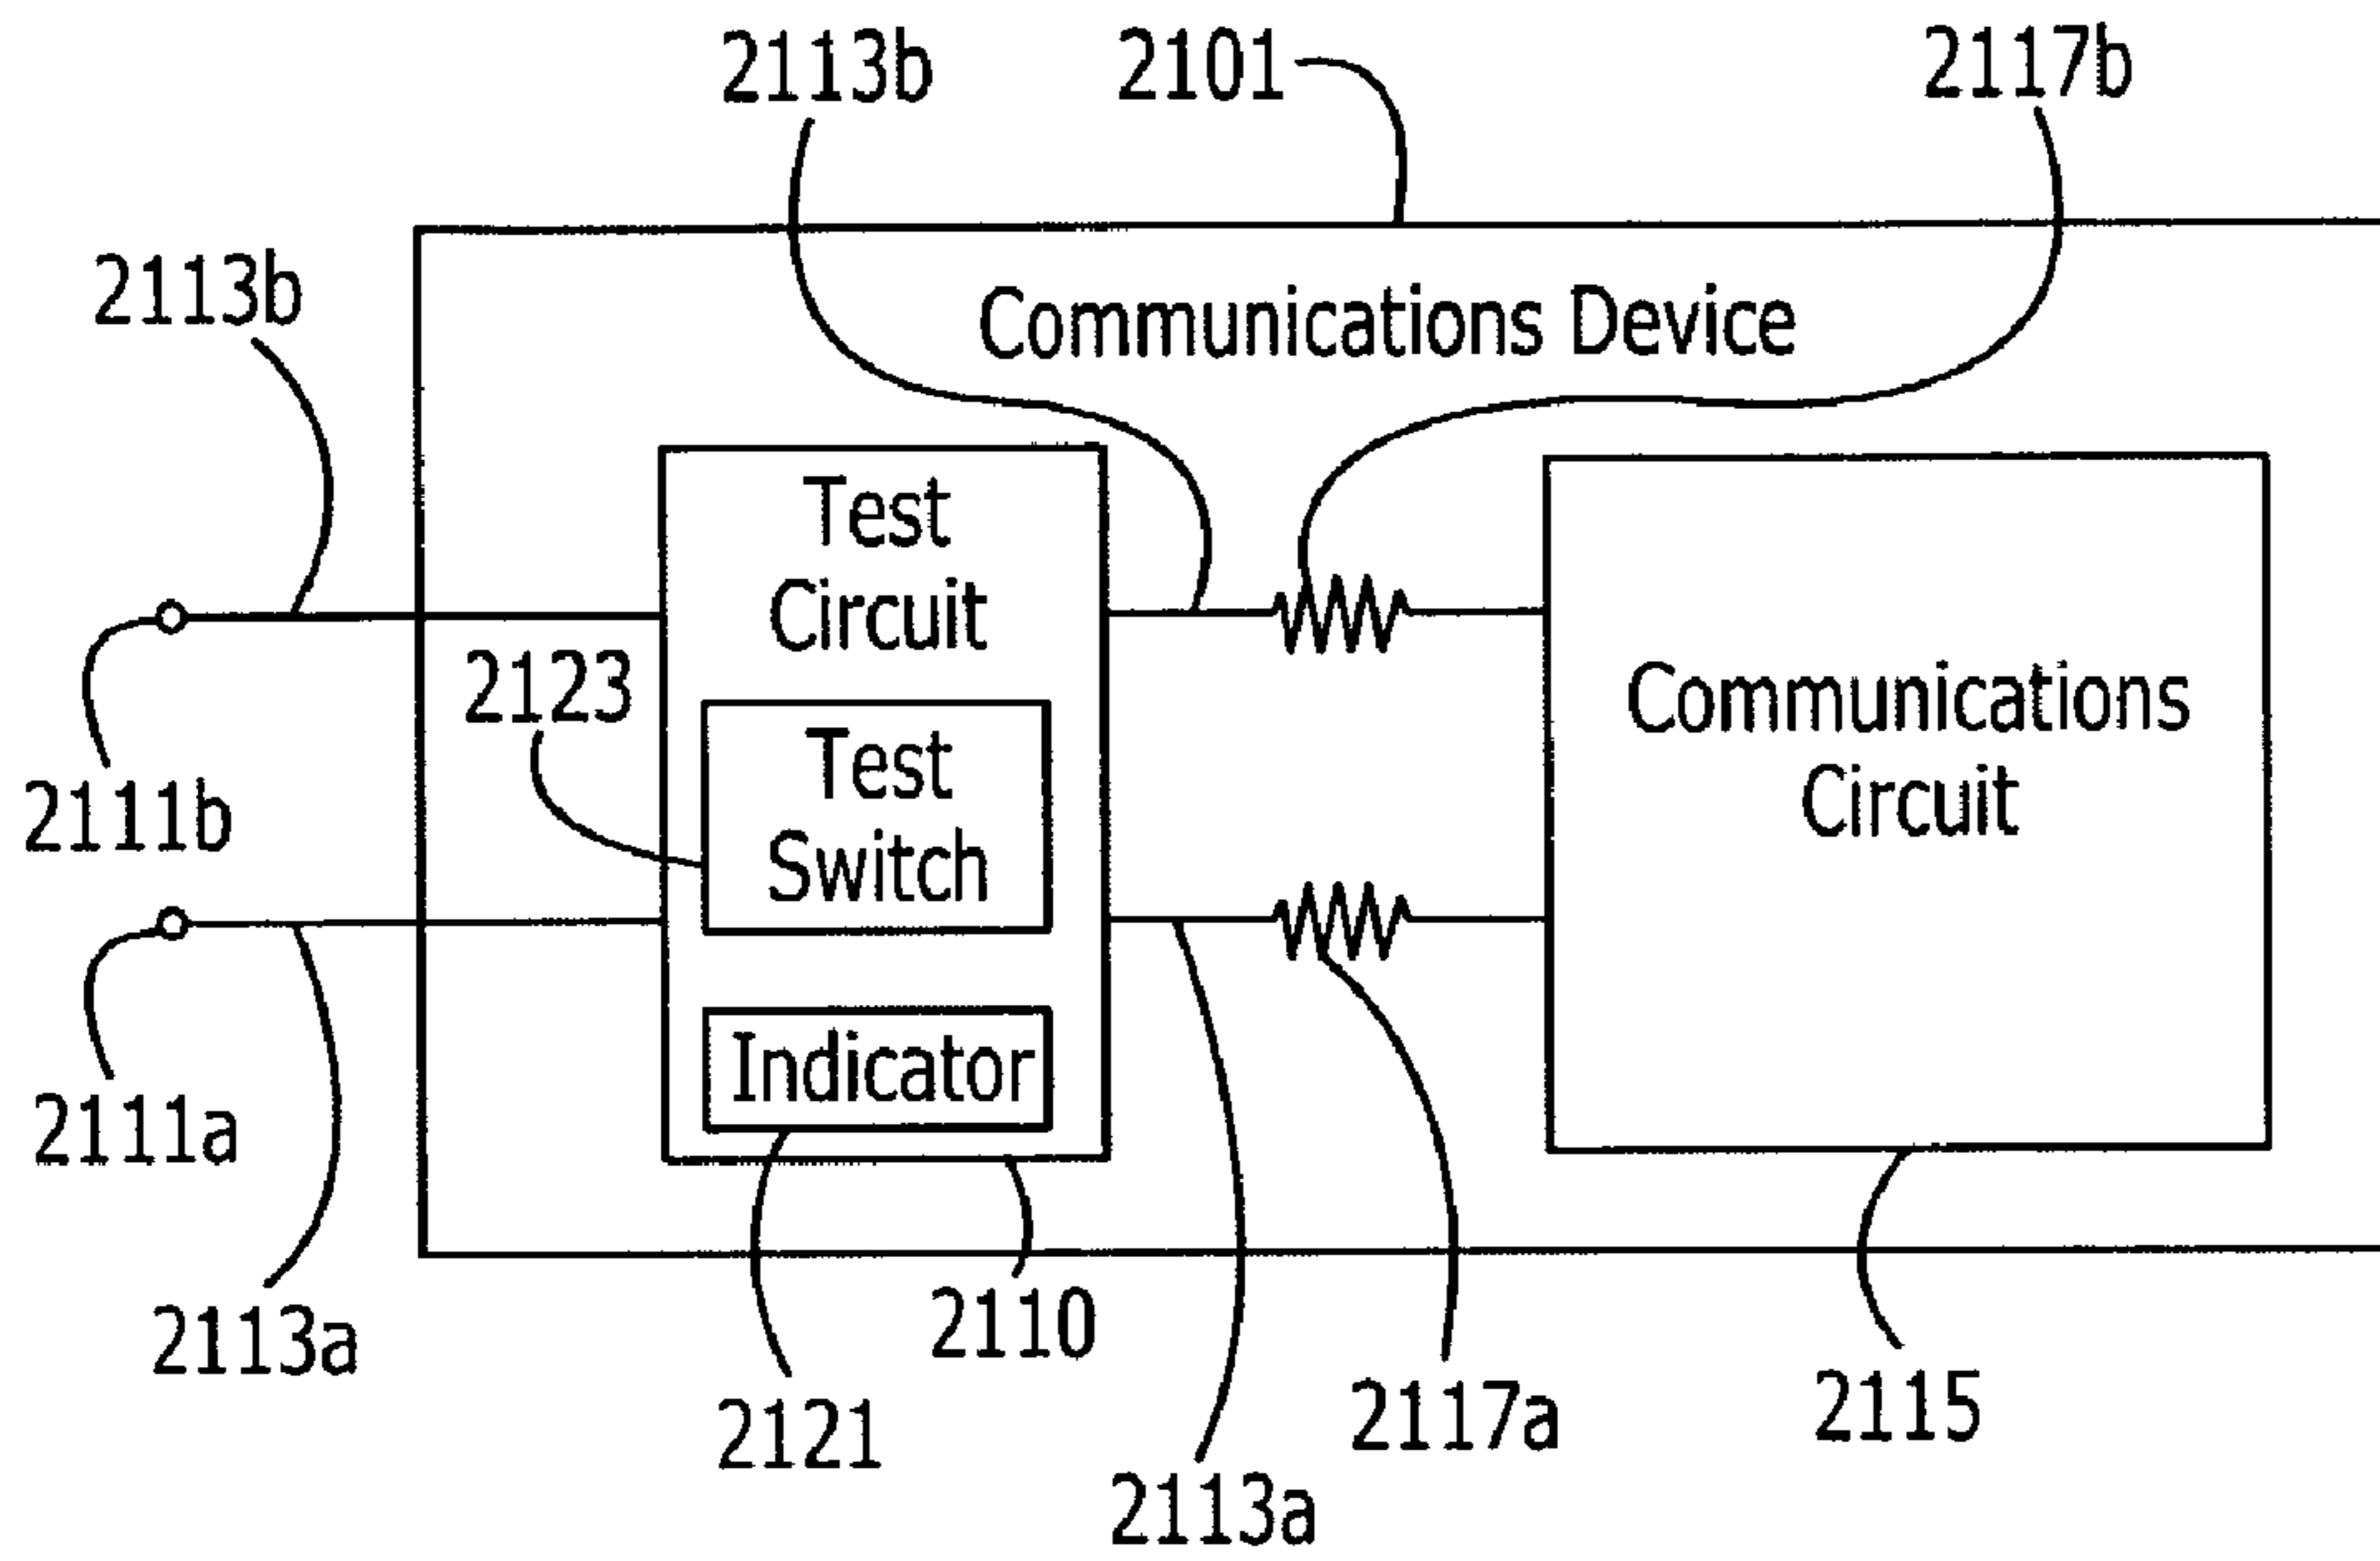 2113b
2101
2117b
2113b
Communications Device
Test
Circuit
2123
Test
Switch
Communications
Circuit
2111b
Indicator
2111a
2113a
2110
2121
2117a
2115
2113a